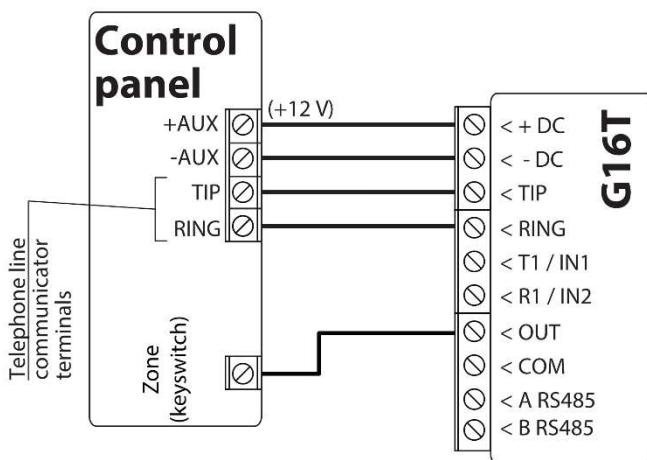 Control
panel
(+12 V)
+AUX
-AUX
TIP
RING
Telephone line
communicator
terminals
Zone
(keyswitch)
G16T
< + DC
< - DC
< TIP
< RING
< T1 / IN1
< R1 / IN2
< OUT
< COM
< A RS485
< B RS485